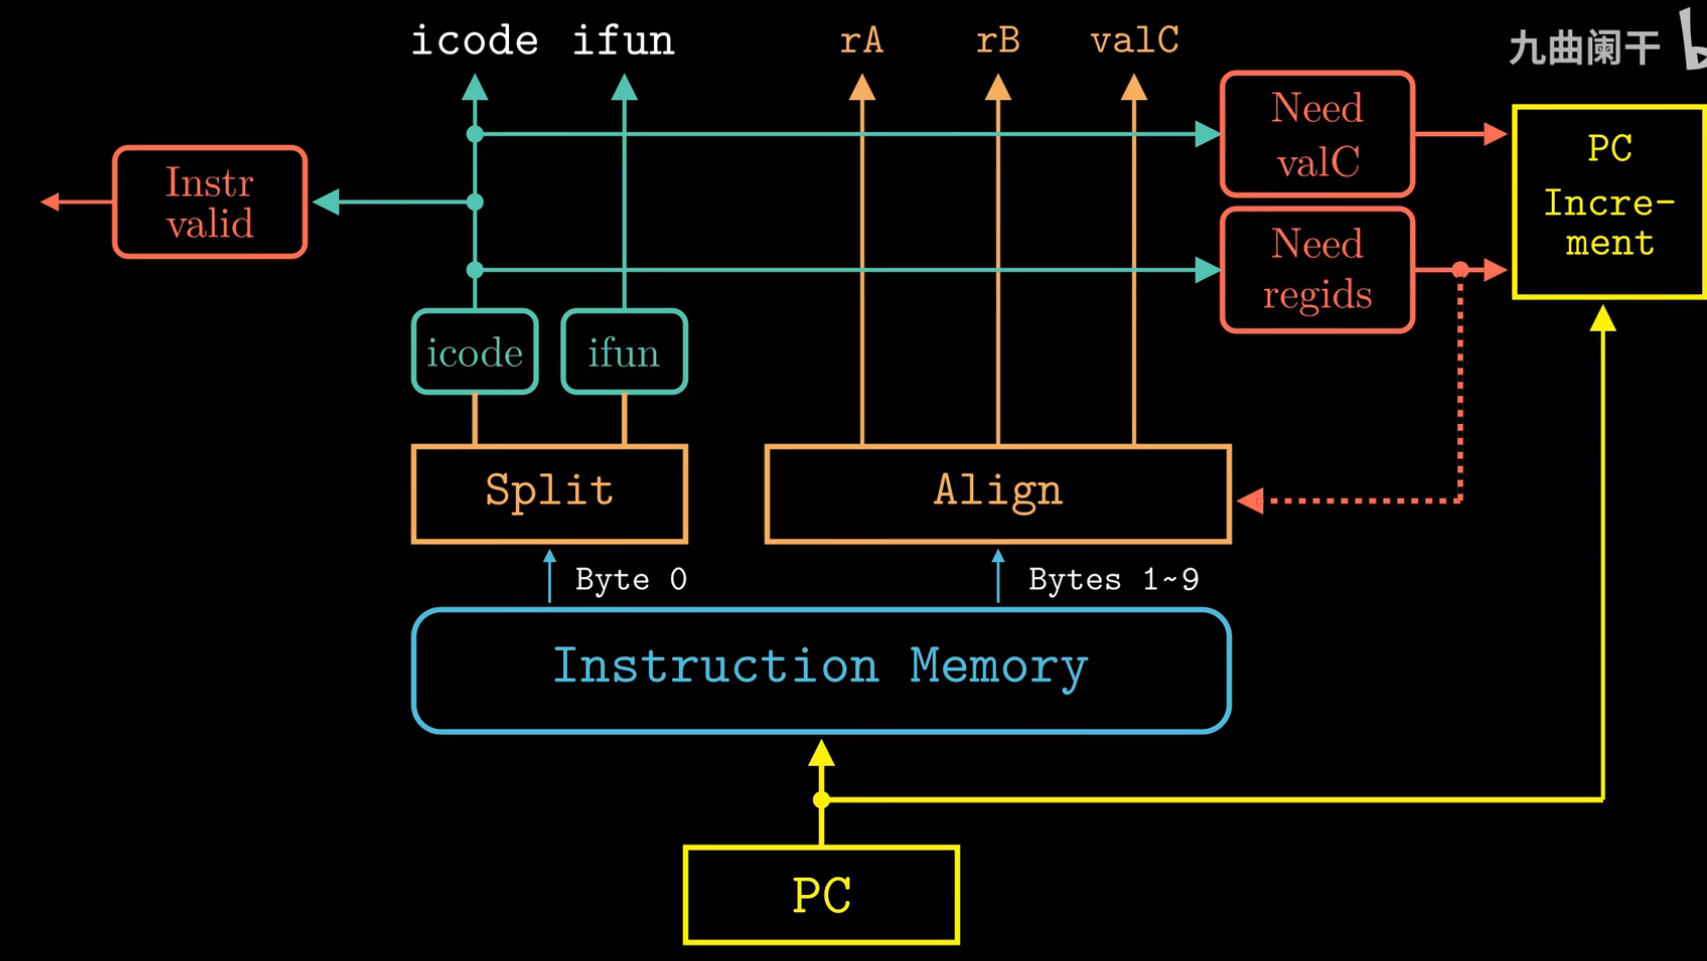 icode ifun rA rB valC
九曲阑干
Need
valC
PC
Incre-
ment
Instr
valid
Need
regids
icode
ifun
Split
Align
Byte 0
Bytes 1~9
Instruction Memory
PC